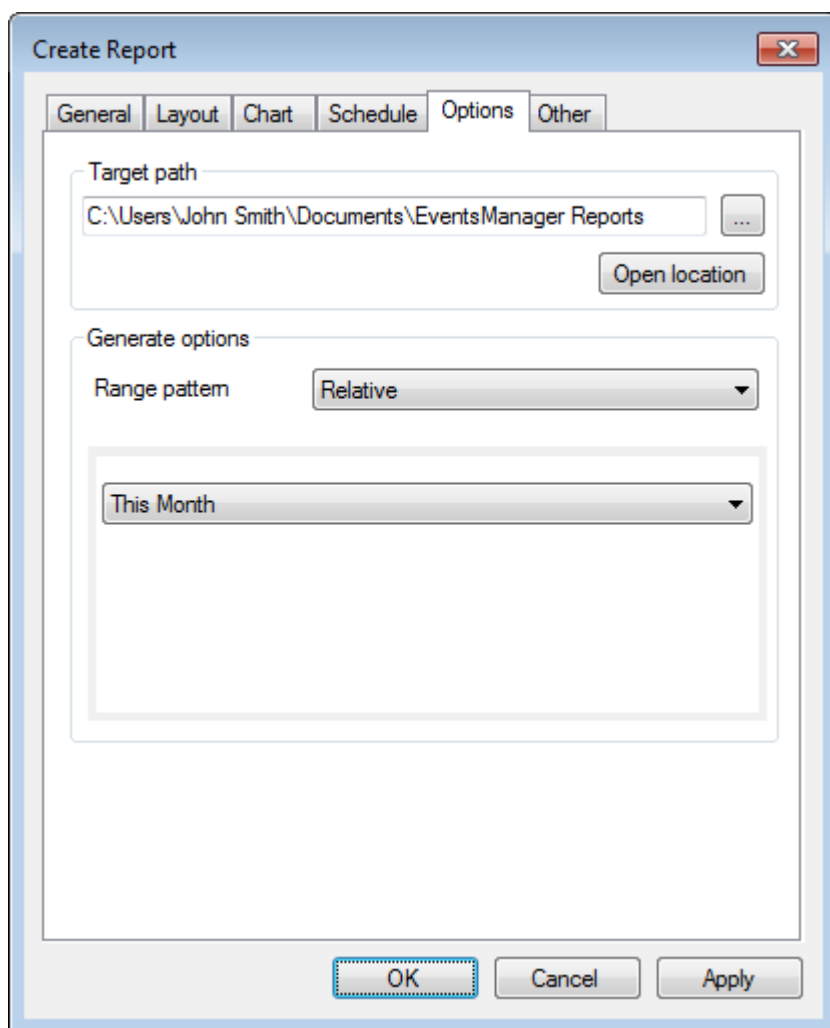 Create Report
General Layout Chart Schedule Options Other
Target path
C:\Users\John Smith\Documents\EventsManager Reports ...
Open location
Generate options
Range pattern Relative
This Month
OK Cancel Apply